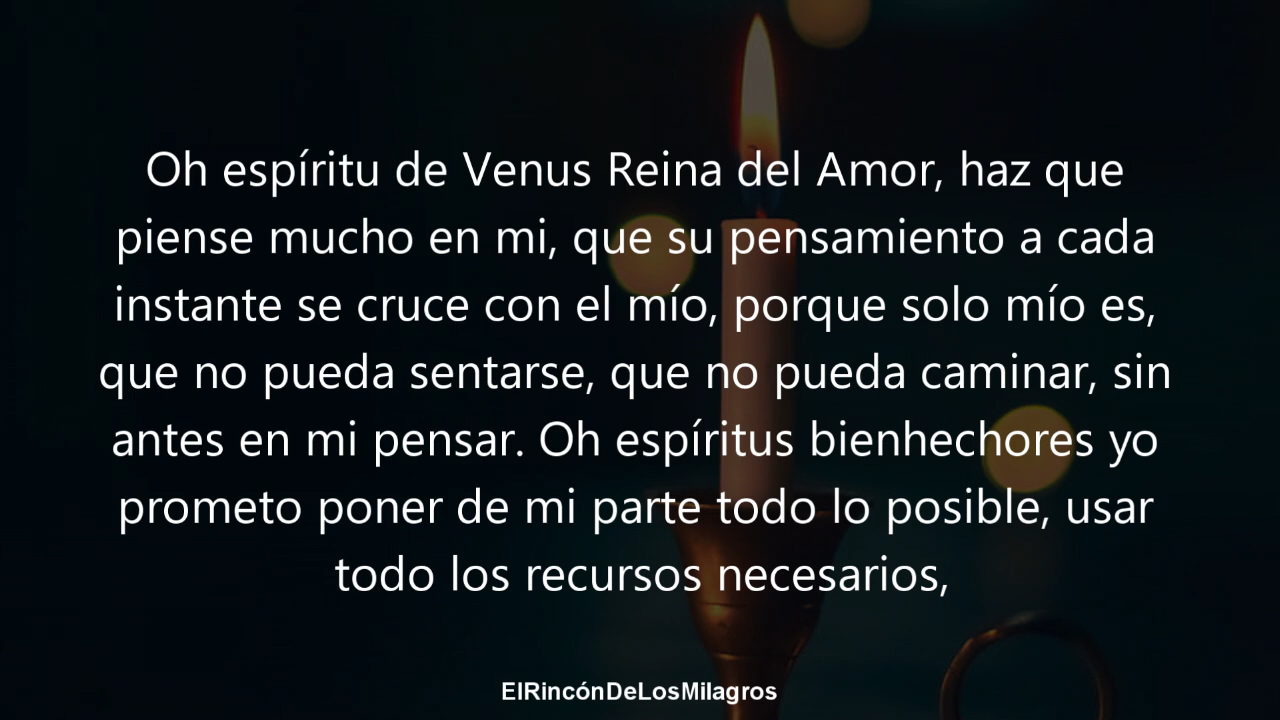 Oh espíritu de Venus Reina del Amor, haz que
piense mucho en mi, que su pensamiento a cada
instante se cruce con el mío, porque solo mío es,
que no pueda sentarse, que no pueda caminar, sin
antes en mi pensar. Oh espíritus bienhechores yo
prometo poner de mi parte todo lo posible, usar
todo los recursos necesarios,
ElRincónDeLosMilagros